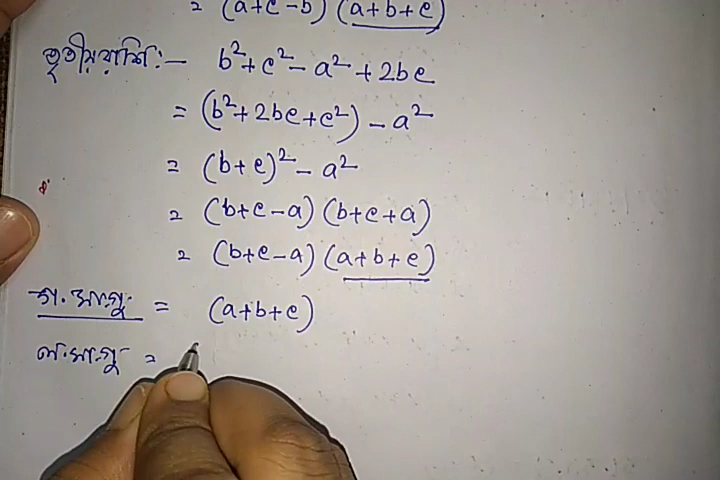 = (a+c-b) (a+b+c)
তৃতীয়রাশি:- b²+c²-a²+2bc
= (b²+2bc+c²)-a²
= (b+c)²-a²
= (b+c-a) (b+c+a)
= (b+c-a) (a+b+c)
গ.সা.গু. = (a+b+c)
ল.সা.গু =